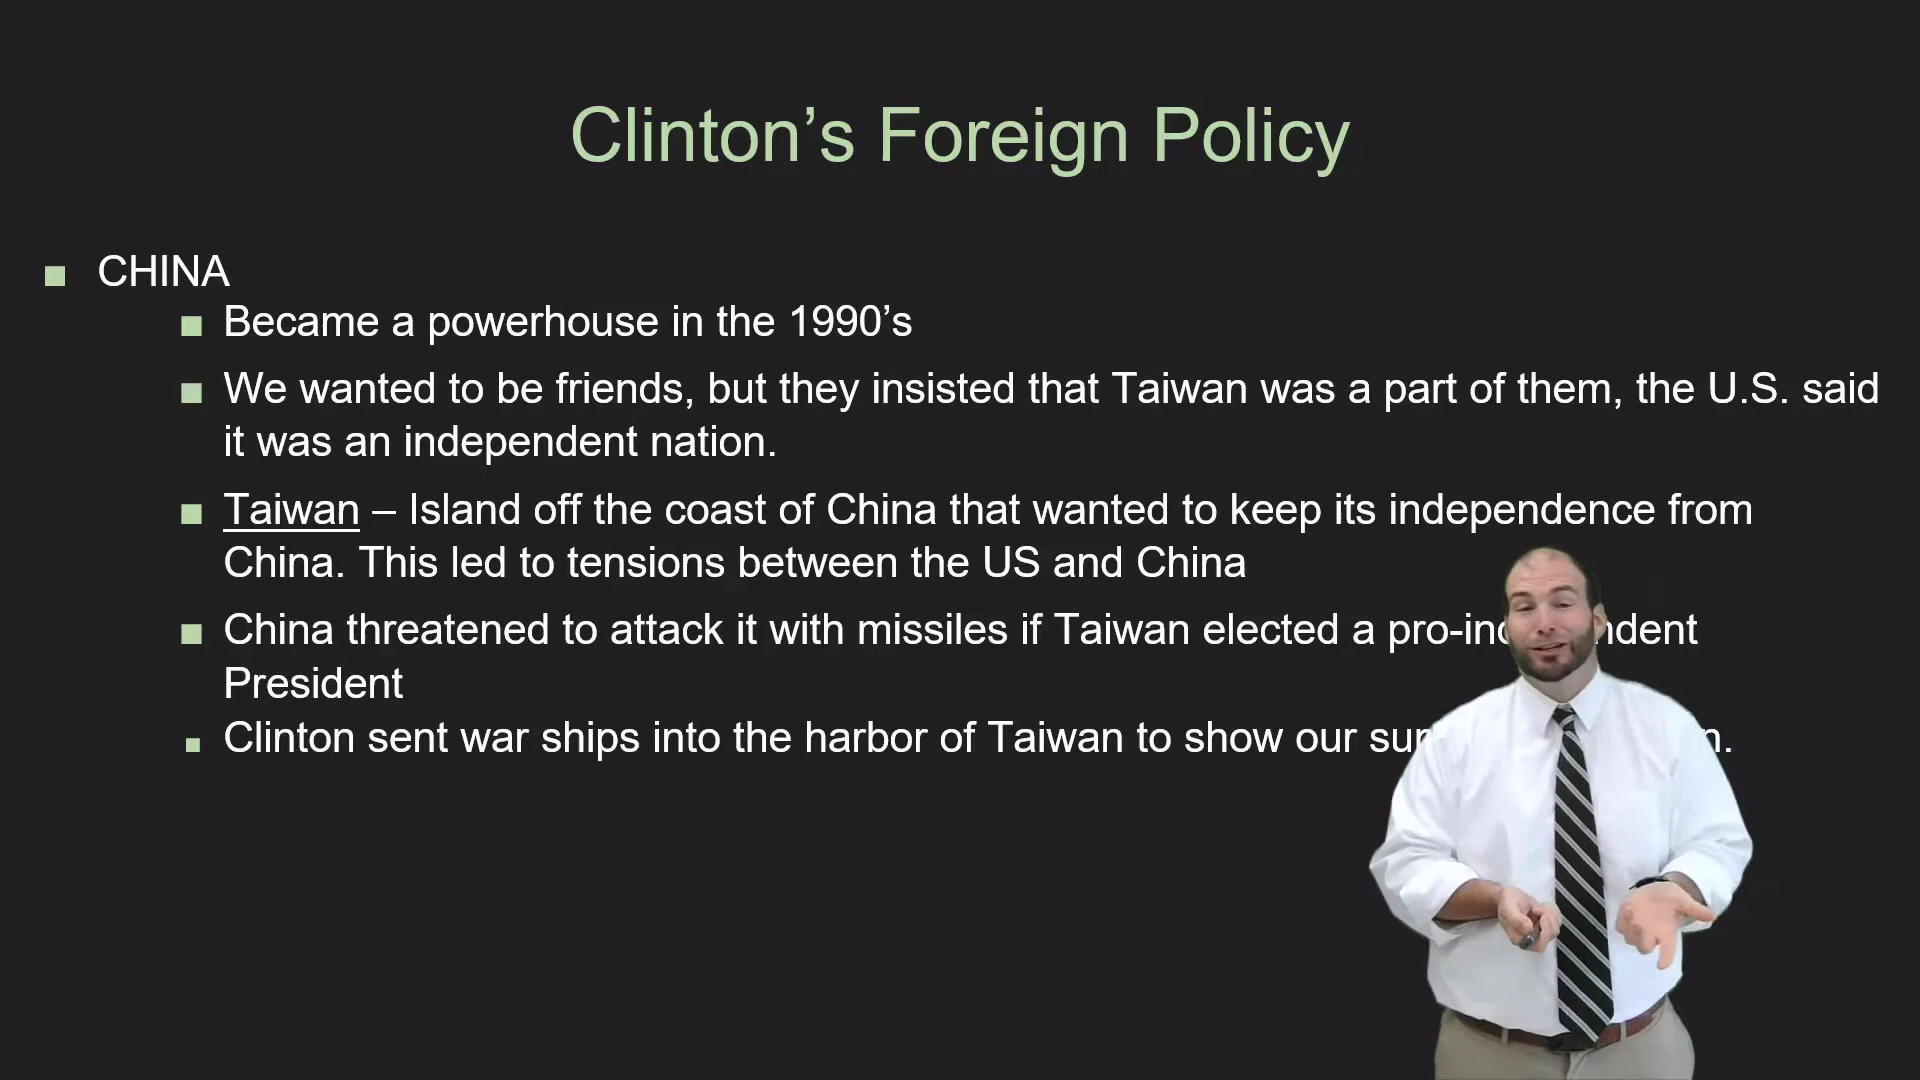 Clinton’s Foreign Policy
CHINA
Became a powerhouse in the 1990’s
We wanted to be friends, but they insisted that Taiwan was a part of them, the U.S. said
it was an independent nation.
Taiwan – Island off the coast of China that wanted to keep its independence from
China. This led to tensions between the US and China
China threatened to attack it with missiles if Taiwan elected a
President
Clinton sent war ships into the harbor of Taiwan to show our